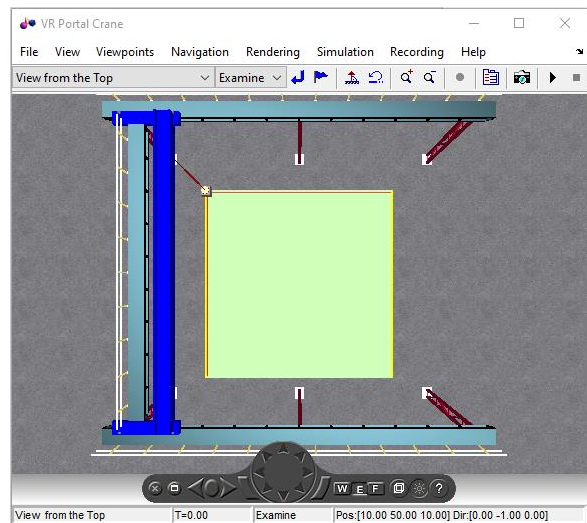 VR Portal Crane
File View Viewpoints Navigation Rendering Simulation Recording Help
View from the Top Examine
W E F ?
View from the Top T=0.00 Examine Pos:[10.00 50.00 10.00] Dir:[0.00 -1.00 0.00]